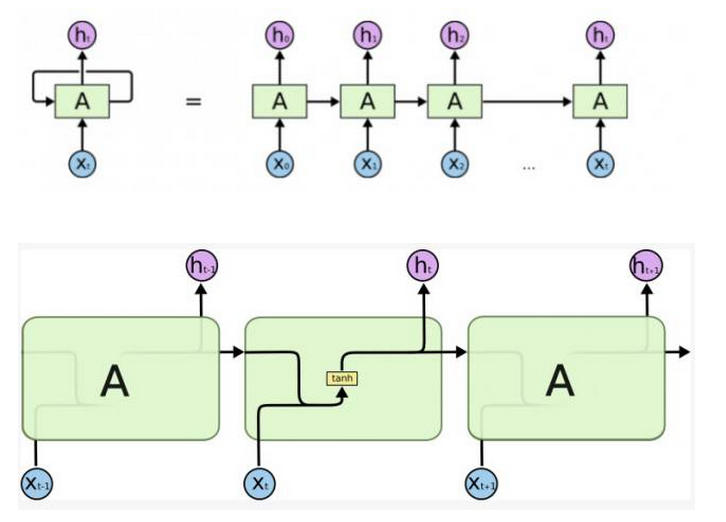 hₜ h₀ h₁ h₂ hₜ
A = A A A A
Xₜ X₀ X₁ X₂ ... Xₜ
hₜ₋₁ hₜ hₜ₊₁
A tanh A
Xₜ₋₁ Xₜ Xₜ₊₁